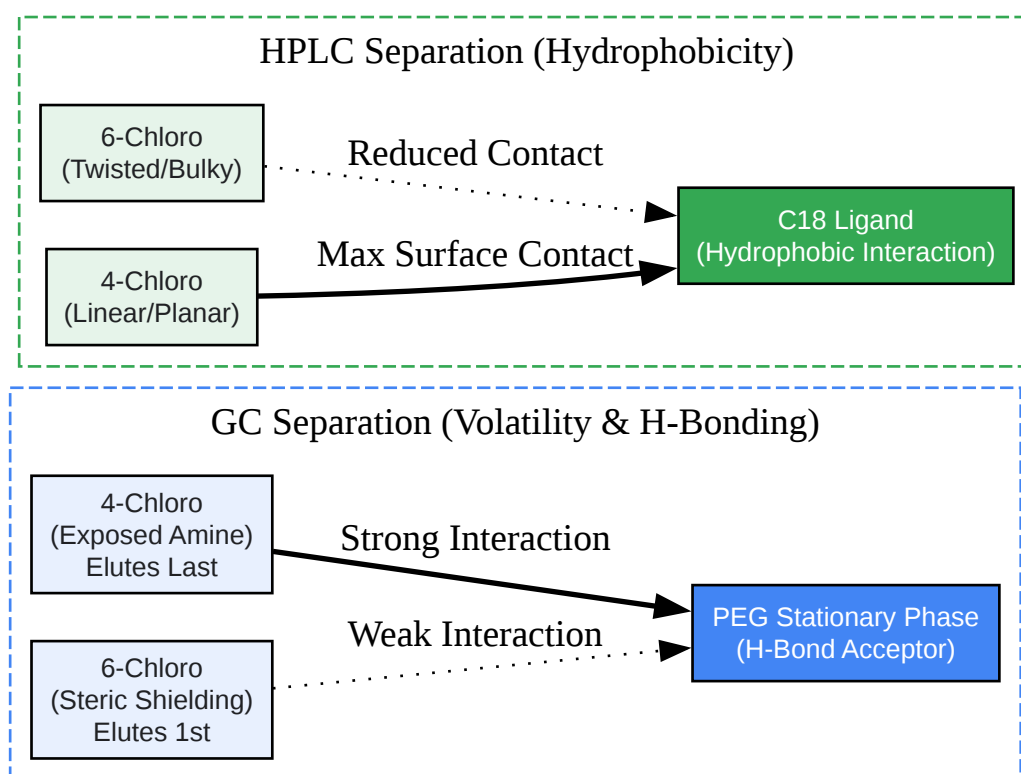 HPLC Separation (Hydrophobicity)
6-Chloro
(Twisted/Bulky)
Reduced Contact
4-Chloro
(Linear/Planar)
Max Surface Contact
C18 Ligand
(Hydrophobic Interaction)
GC Separation (Volatility & H-Bonding)
4-Chloro
(Exposed Amine)
Elutes Last
Strong Interaction
6-Chloro
(Steric Shielding)
Elutes 1st
Weak Interaction
PEG Stationary Phase
(H-Bond Acceptor)